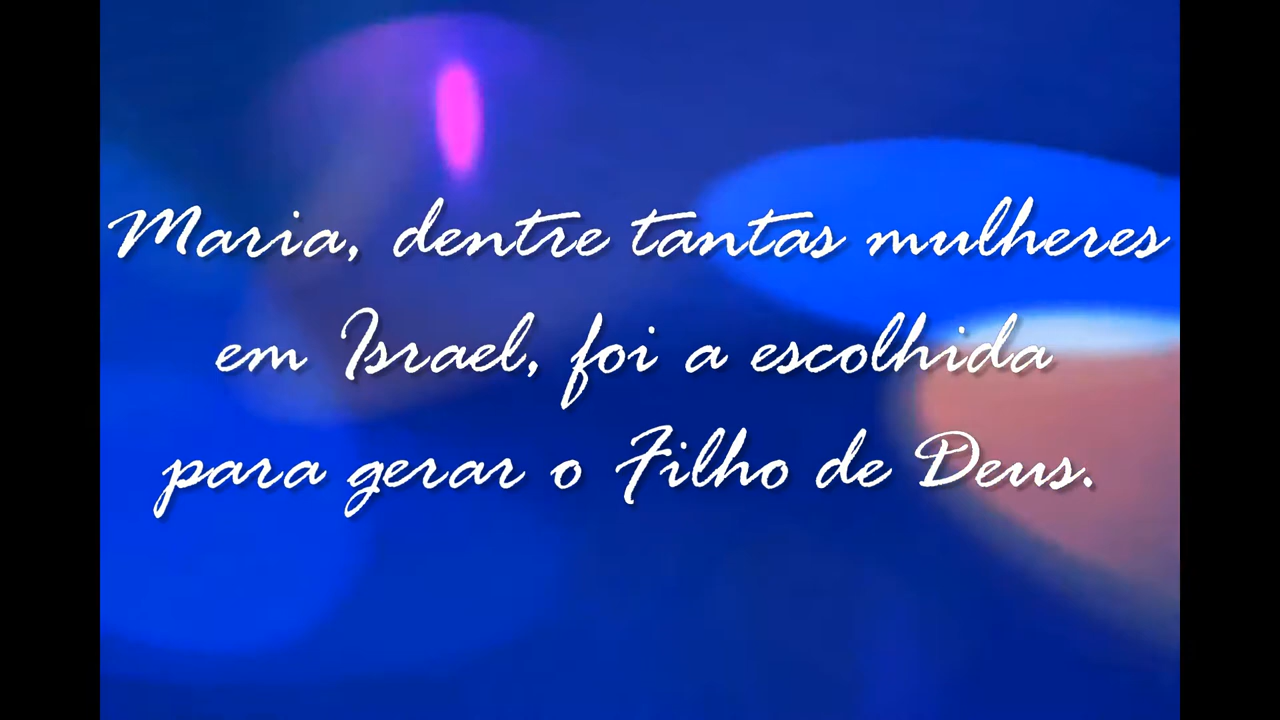 Maria, dentre tantas mulheres
em Israel, foi a escolhida
para gerar o Filho de Deus.